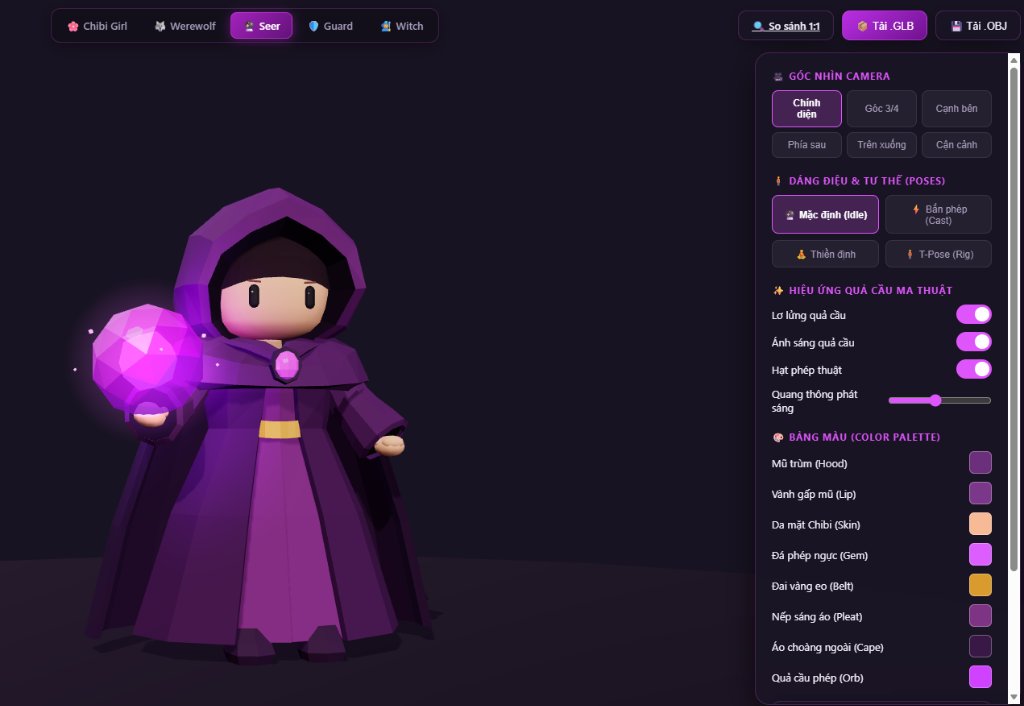 Chibi Girl
Werewolf
Seer
Guard
Witch
So sánh 1:1
Tải .GLB
Tải .OBJ
GÓC NHÌN CAMERA
Chính
diện
Góc 3/4
Cạnh bên
Phía sau
Trên xuống
Cận cảnh
DÁNG ĐIỆU & TƯ THẾ (POSES)
Mặc định (Idle)
Bắn phép
(Cast)
Thiền định
T-Pose (Rig)
HIỆU ỨNG QUẢ CẦU MA THUẬT
Lơ lửng quả cầu
Ánh sáng quả cầu
Hạt phép thuật
Quang thông phát
sáng
BẢNG MÀU (COLOR PALETTE)
Mũ trùm (Hood)
Vành gấp mũ (Lip)
Da mặt Chibi (Skin)
Đá phép ngực (Gem)
Đai vàng eo (Belt)
Nếp sáng áo (Pleat)
Áo choàng ngoài (Cape)
Quả cầu phép (Orb)